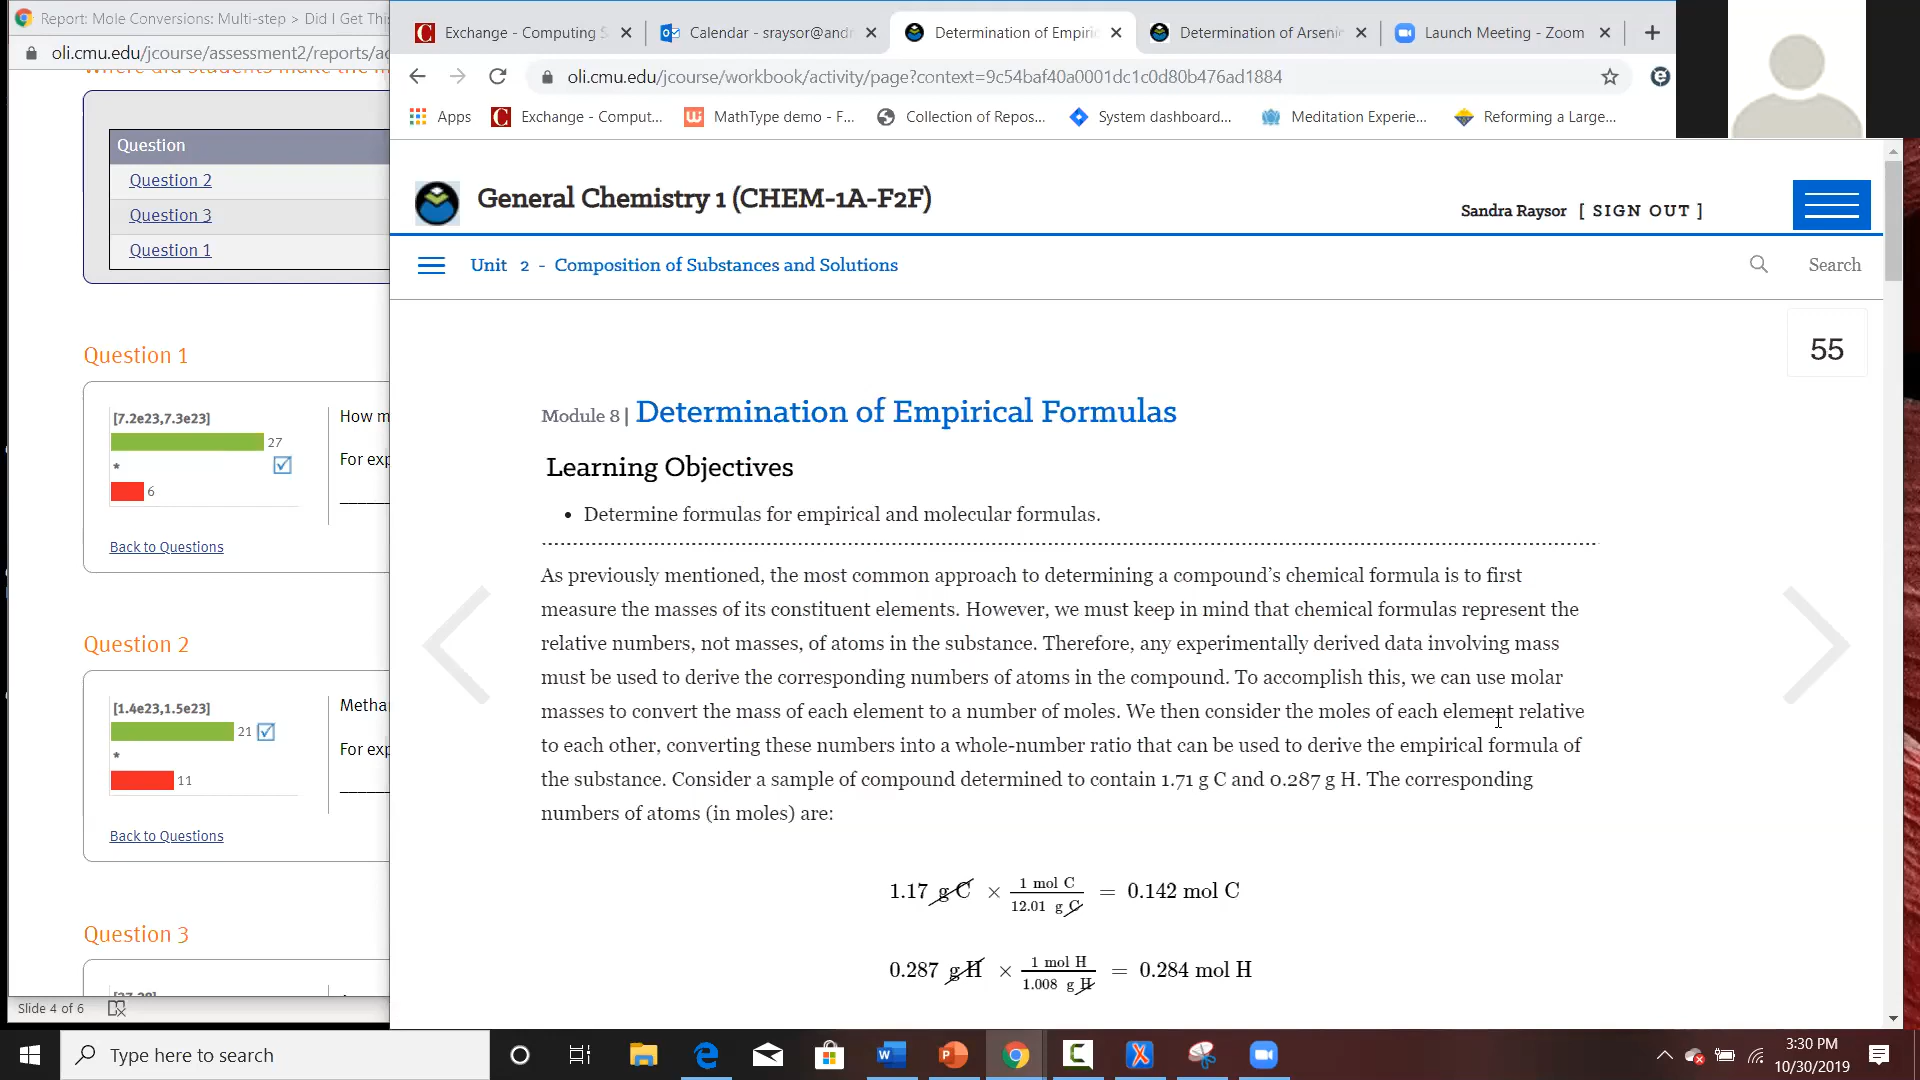 Report: Mole Conversions: Multi-step > Did I Get This
oli.cmu.edu/jcourse/assessment2/reports/ac
Question
Question 2
Question 3
Question 1
Question 1
[7.2e23,7.3e23]
27
*
6
How m
For exp
Back to Questions
Question 2
[1.4e23,1.5e23]
21
*
11
Metha
For exp
Back to Questions
Question 3
Slide 4 of 6
Exchange - Computing S
Calendar - sraysor@andr
Determination of Empiric
Determination of Arsenic
Launch Meeting - Zoom
oli.cmu.edu/jcourse/workbook/activity/page?context=9c54baf40a0001dc1c0d80b476ad1884
Apps
Exchange - Comput...
MathType demo - F...
Collection of Repos...
System dashboard...
Meditation Experie...
Reforming a Large...
General Chemistry 1 (CHEM-1A-F2F)
Sandra Raysor [ SIGN OUT ]
Unit 2 - Composition of Substances and Solutions
Search
55
Module 8 | Determination of Empirical Formulas
Learning Objectives
• Determine formulas for empirical and molecular formulas.
As previously mentioned, the most common approach to determining a compound's chemical formula is to first
measure the masses of its constituent elements. However, we must keep in mind that chemical formulas represent the
relative numbers, not masses, of atoms in the substance. Therefore, any experimentally derived data involving mass
must be used to derive the corresponding numbers of atoms in the compound. To accomplish this, we can use molar
masses to convert the mass of each element to a number of moles. We then consider the moles of each element relative
to each other, converting these numbers into a whole-number ratio that can be used to derive the empirical formula of
the substance. Consider a sample of compound determined to contain 1.71 g C and 0.287 g H. The corresponding
numbers of atoms (in moles) are:
1.17 g C × 1 mol C / 12.01 g C = 0.142 mol C
0.287 g H × 1 mol H / 1.008 g H = 0.284 mol H
Type here to search
3:30 PM
10/30/2019